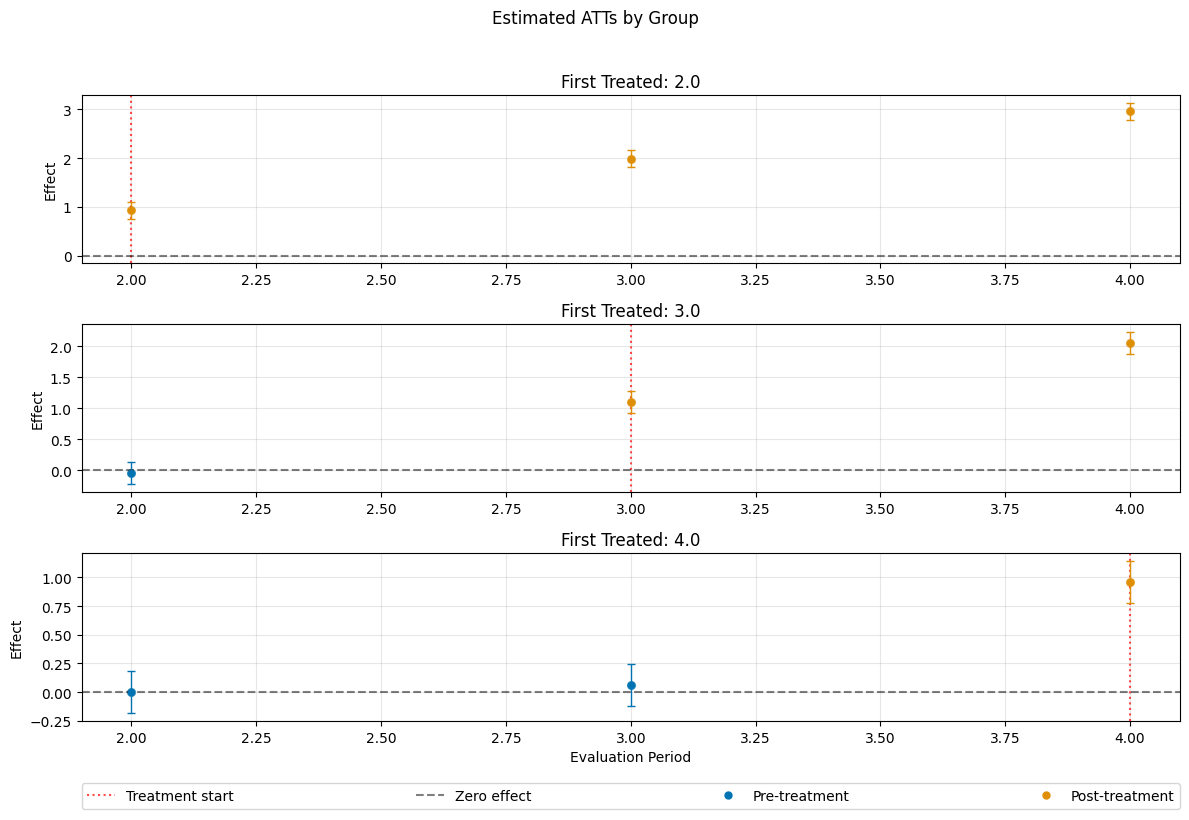 Estimated ATTs by Group
First Treated: 2.0
Effect
3
2
1
0
2.00 2.25 2.50 2.75 3.00 3.25 3.50 3.75 4.00
First Treated: 3.0
Effect
2.0
1.5
1.0
0.5
0.0
2.00 2.25 2.50 2.75 3.00 3.25 3.50 3.75 4.00
First Treated: 4.0
Effect
1.00
0.75
0.50
0.25
0.00
−0.25
2.00 2.25 2.50 2.75 3.00 3.25 3.50 3.75 4.00
Evaluation Period
Treatment start Zero effect Pre-treatment Post-treatment